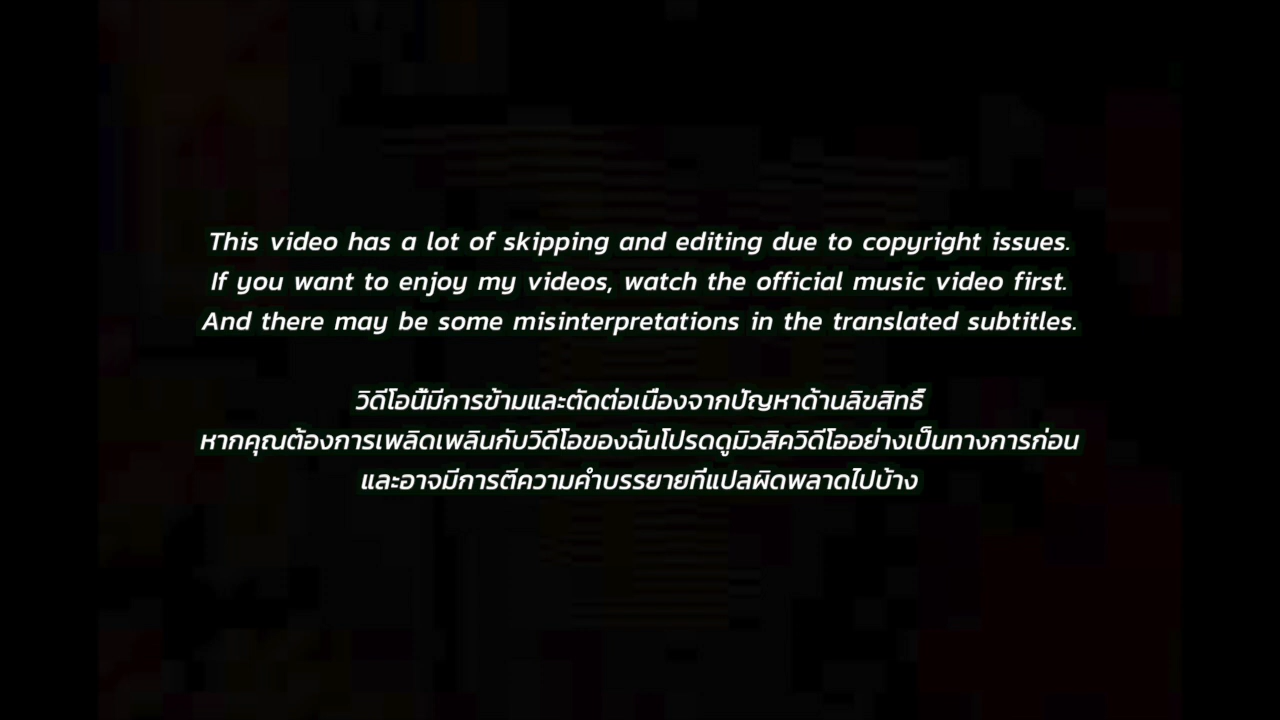 This video has a lot of skipping and editing due to copyright issues.
If you want to enjoy my videos, watch the official music video first.
And there may be some misinterpretations in the translated subtitles.
วิดีโอนี้มีการข้ามและตัดต่อเนื่องจากปัญหาด้านลิขสิทธิ์
หากคุณต้องการเพลิดเพลินกับวิดีโอของฉันโปรดดูมิวสิควิดีโออย่างเป็นทางการก่อน
และอาจมีการตีความคำบรรยายที่แปลผิดพลาดไปบ้าง